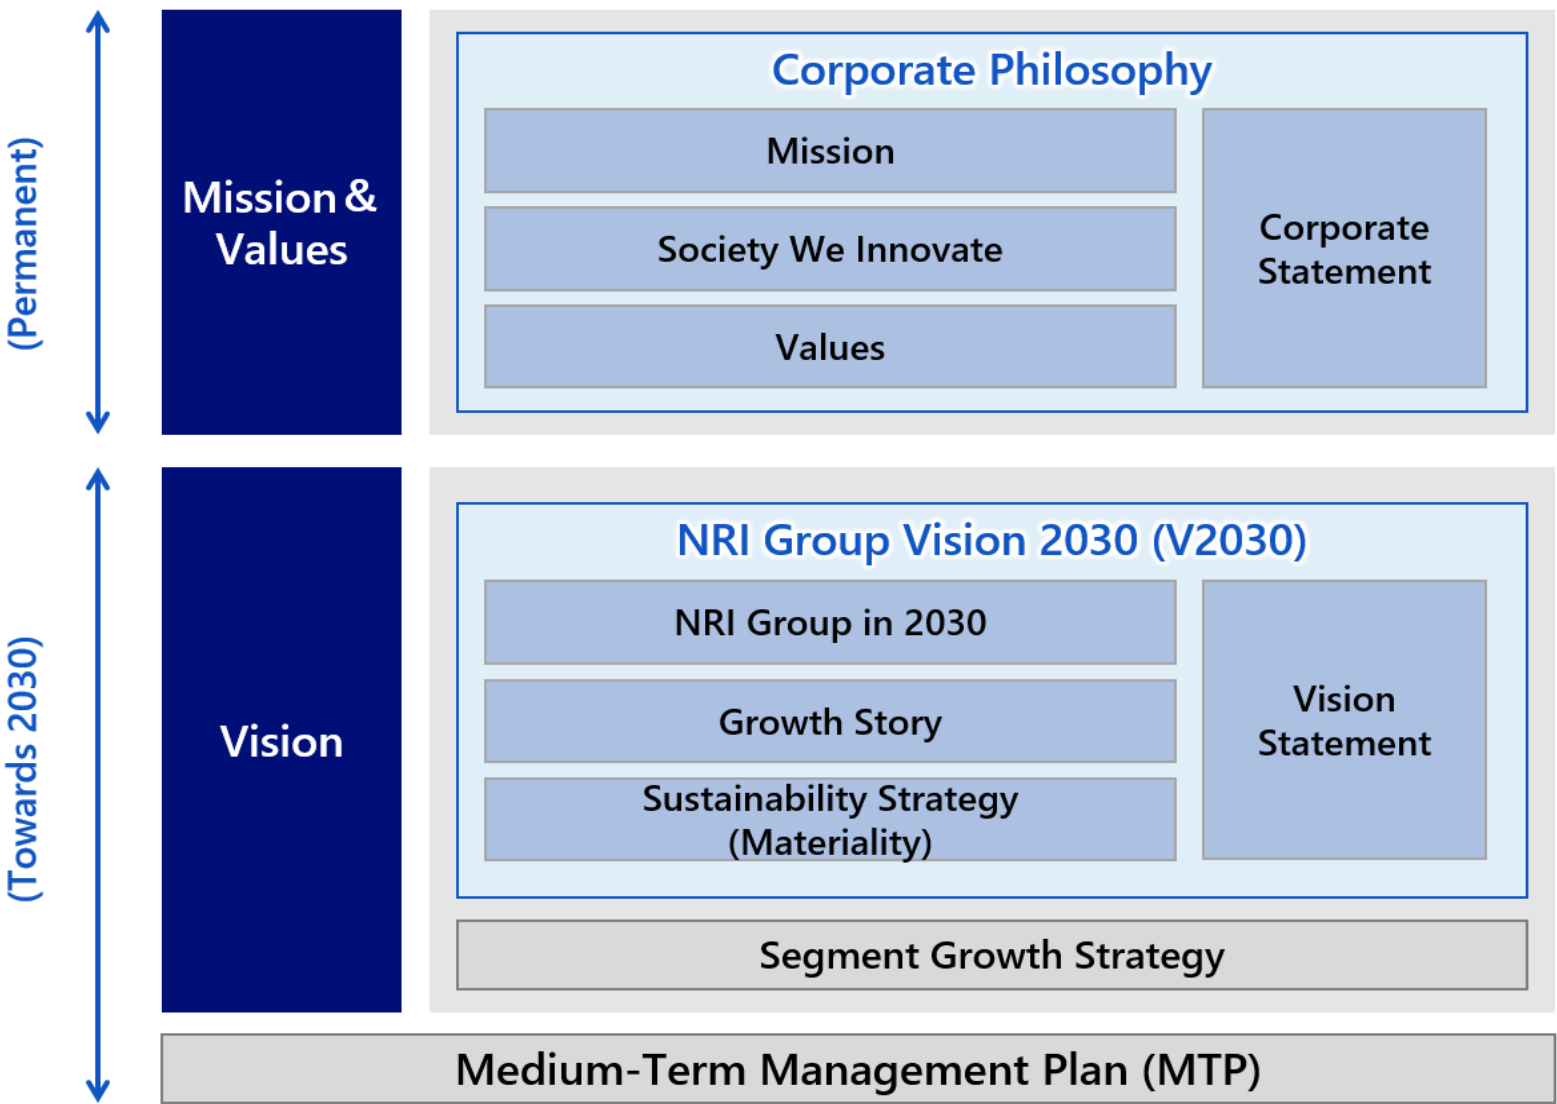 (Permanent)
Mission &
Values
Corporate Philosophy
Mission
Society We Innovate
Values
Corporate
Statement
(Towards 2030)
Vision
NRI Group Vision 2030 (V2030)
NRI Group in 2030
Growth Story
Sustainability Strategy
(Materiality)
Vision
Statement
Segment Growth Strategy
Medium-Term Management Plan (MTP)